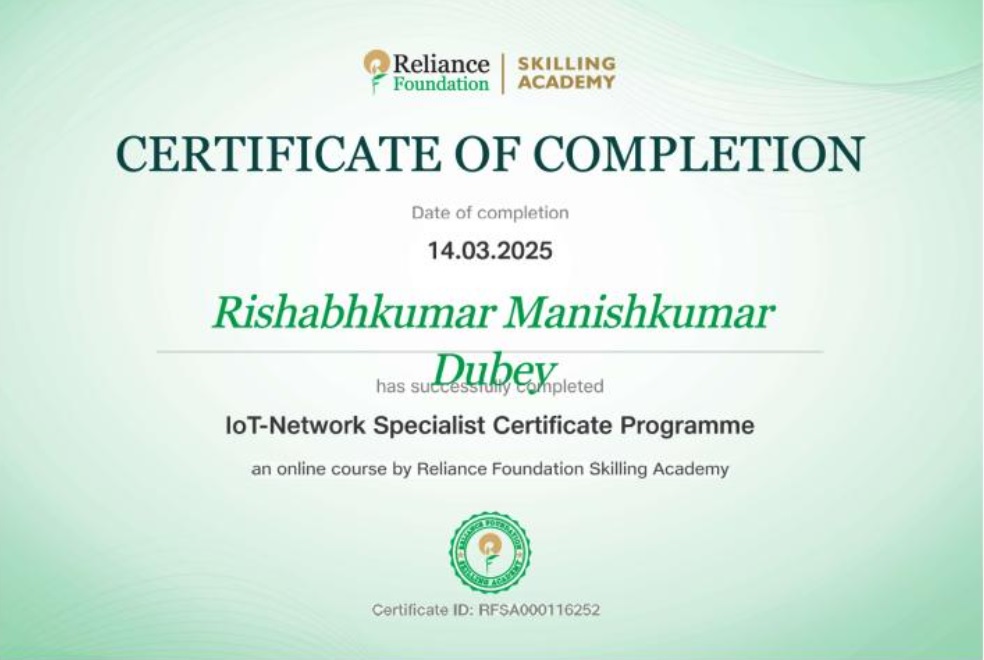 Reliance Foundation | SKILLING ACADEMY
CERTIFICATE OF COMPLETION
Date of completion
14.03.2025
Rishabhkumar Manishkumar
Dubey
has successfully completed
IoT-Network Specialist Certificate Programme
an online course by Reliance Foundation Skilling Academy
RELIANCE FOUNDATION
SKILLING ACADEMY
Certificate ID: RFSA000116252